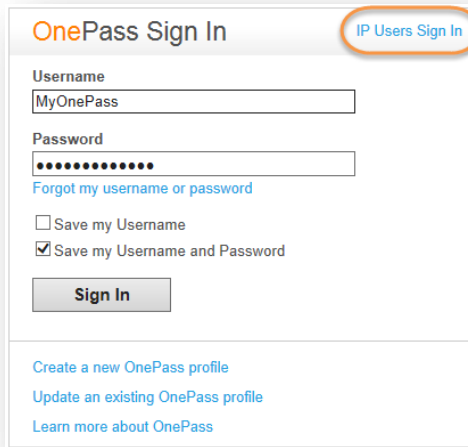 OnePass Sign In
IP Users Sign In
Username
MyOnePass
Password
•••••••••••••
Forgot my username or password
Save my Username
Save my Username and Password
Sign In
Create a new OnePass profile
Update an existing OnePass profile
Learn more about OnePass